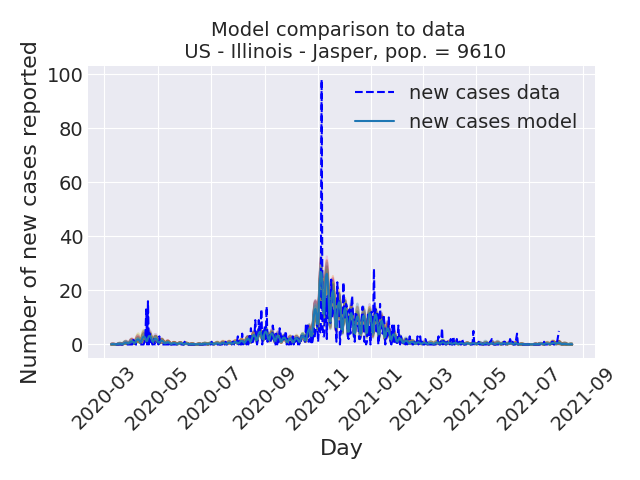 Model comparison to data
US - Illinois - Jasper, pop. = 9610
Number of new cases reported
100
80
60
40
20
0
new cases data
new cases model
2020-03
2020-05
2020-07
2020-09
2020-11
2021-01
2021-03
2021-05
2021-07
2021-09
Day